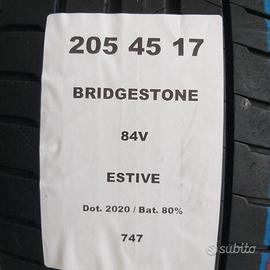 205 45 17
BRIDGESTONE
84V
ESTIVE
Dot. 2020 / Bat. 80%
747
subito